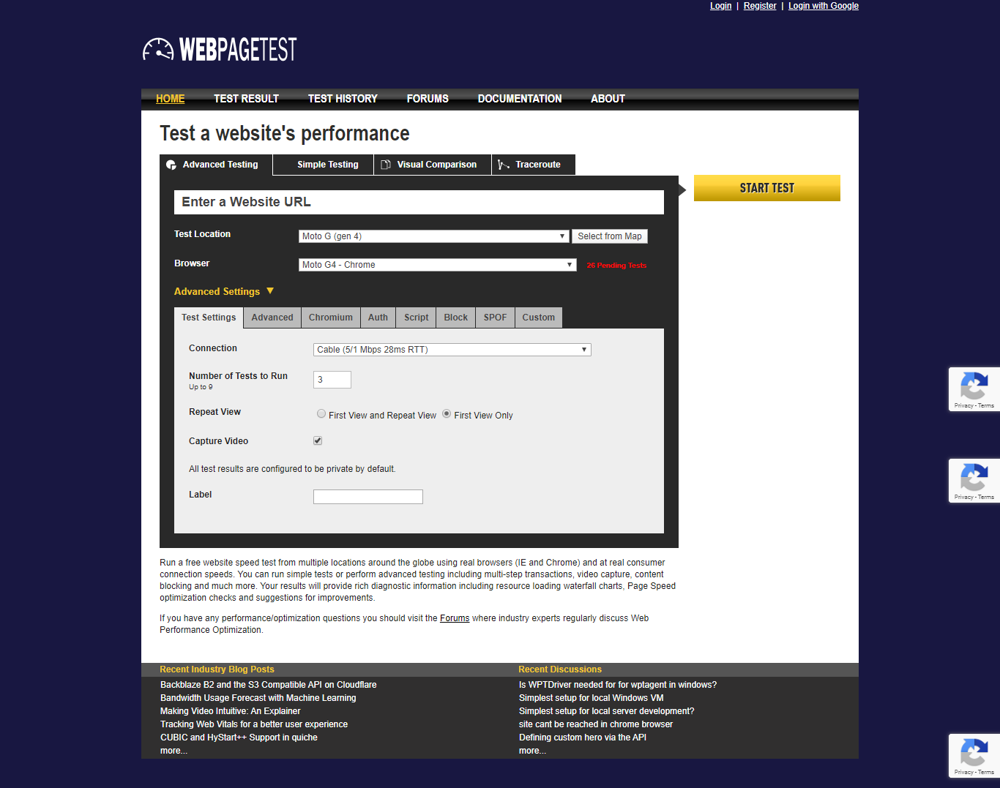 Login | Register | Login with Google
WEBPAGETEST
HOME TEST RESULT TEST HISTORY FORUMS DOCUMENTATION ABOUT
Test a website's performance
Advanced Testing Simple Testing Visual Comparison Traceroute
Enter a Website URL
START TEST
Test Location Moto G (gen 4) Select from Map
Browser Moto G4 - Chrome 26 Pending Tests
Advanced Settings
Test Settings Advanced Chromium Auth Script Block SPOF Custom
Connection Cable (5/1 Mbps 28ms RTT)
Number of Tests to Run 3
Up to 9
Repeat View First View and Repeat View First View Only
Capture Video
All test results are configured to be private by default.
Label
Privacy - Terms
Privacy - Terms
Run a free website speed test from multiple locations around the globe using real browsers (IE and Chrome) and at real consumer
connection speeds. You can run simple tests or perform advanced testing including multi-step transactions, video capture, content
blocking and much more. Your results will provide rich diagnostic information including resource loading waterfall charts, Page Speed
optimization checks and suggestions for improvements.
If you have any performance/optimization questions you should visit the Forums where industry experts regularly discuss Web
Performance Optimization.
Recent Industry Blog Posts
Backblaze B2 and the S3 Compatible API on Cloudflare
Bandwidth Usage Forecast with Machine Learning
Making Video Intuitive: An Explainer
Tracking Web Vitals for a better user experience
CUBIC and HyStart++ Support in quiche
more...
Recent Discussions
Is WPTDriver needed for for wptagent in windows?
Simplest setup for local Windows VM
Simplest setup for local server development?
site cant be reached in chrome browser
Defining custom hero via the API
more...
Privacy - Terms